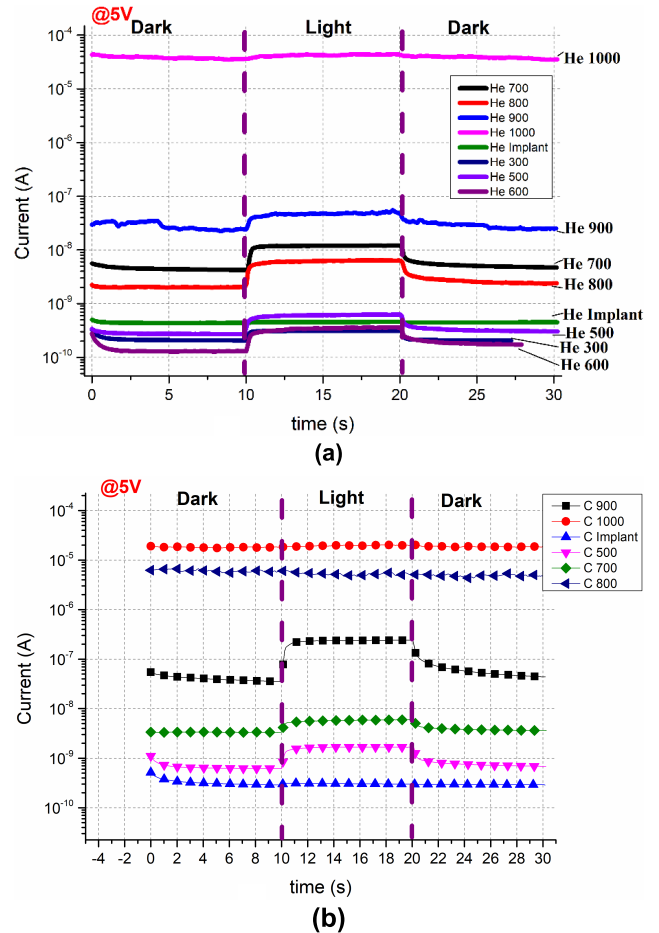 @5V
Dark
Light
Dark
10⁻⁴
10⁻⁵
10⁻⁶
10⁻⁷
10⁻⁸
10⁻⁹
10⁻¹⁰
Current (A)
He 700
He 800
He 900
He 1000
He Implant
He 300
He 500
He 600
He 1000
He 900
He 700
He 800
He Implant
He 500
He 300
He 600
0 5 10 15 20 25 30
time (s)
(a)
@5V
Dark
Light
Dark
10⁻⁴
10⁻⁵
10⁻⁶
10⁻⁷
10⁻⁸
10⁻⁹
10⁻¹⁰
Current (A)
C 900
C 1000
C Implant
C 500
C 700
C 800
-4 -2 0 2 4 6 8 10 12 14 16 18 20 22 24 26 28 30
time (s)
(b)